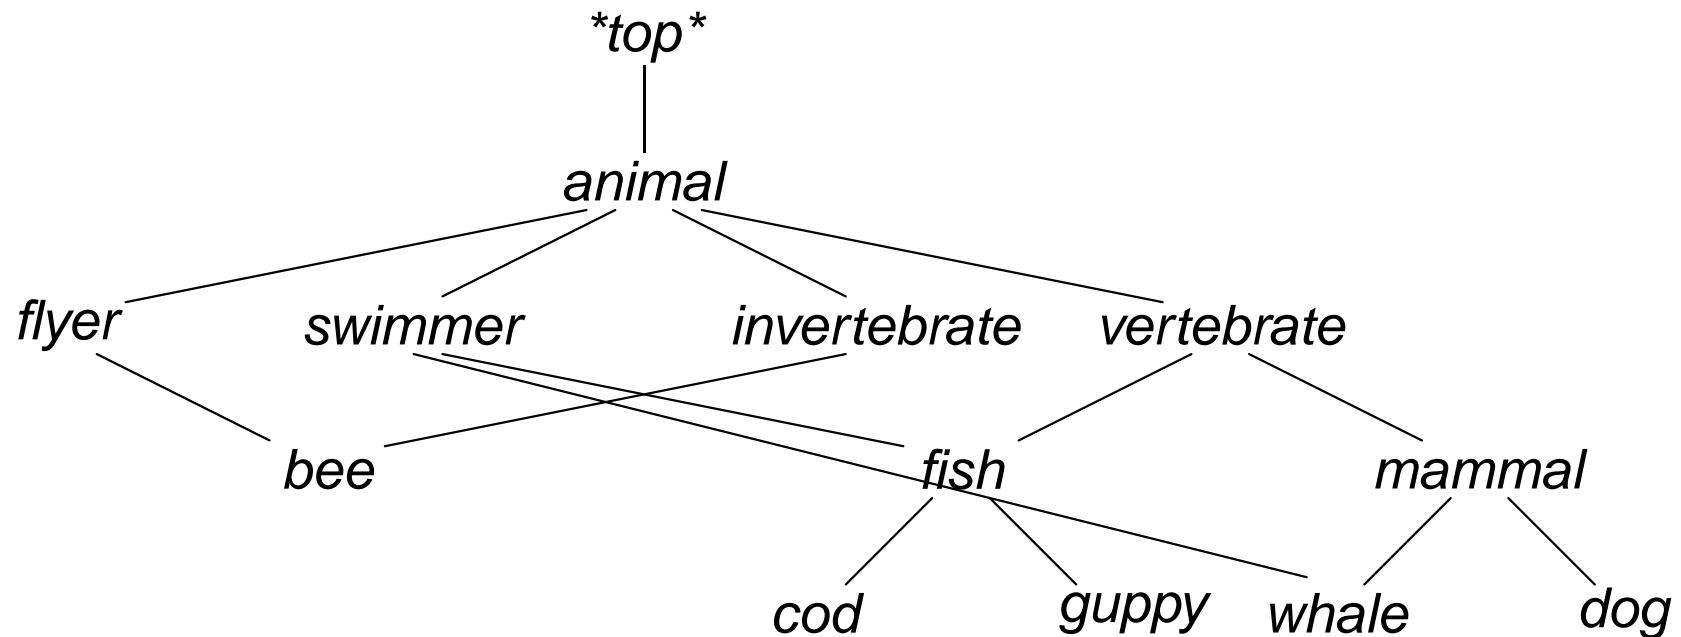 *top*
animal
flyer swimmer invertebrate vertebrate
bee fish mammal
cod guppy whale dog